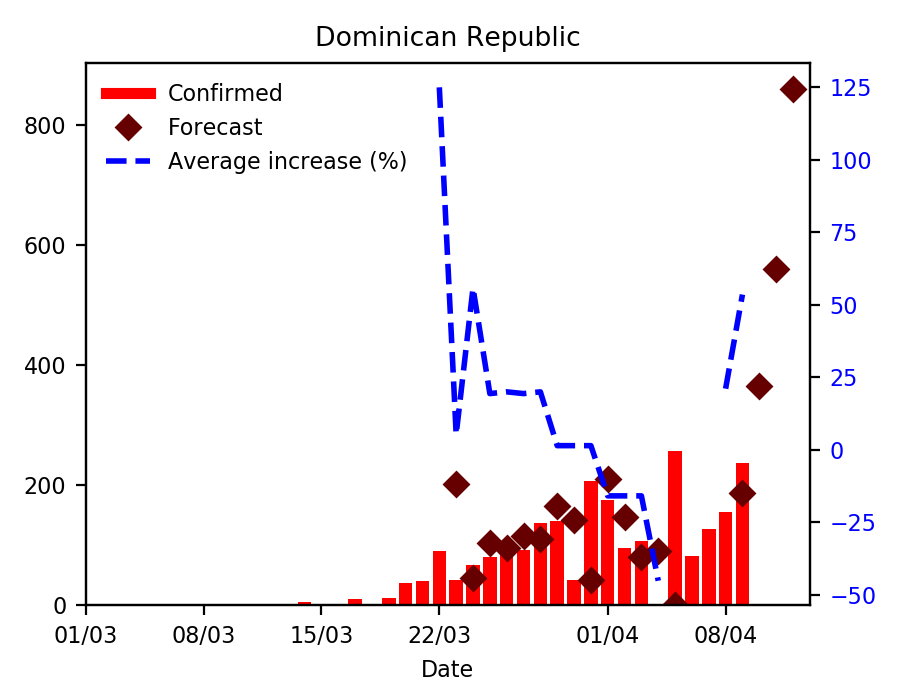 Dominican Republic
Confirmed
Forecast
Average increase (%)
800
600
400
200
0
125
100
75
50
25
0
−25
−50
01/03 08/03 15/03 22/03 01/04 08/04
Date